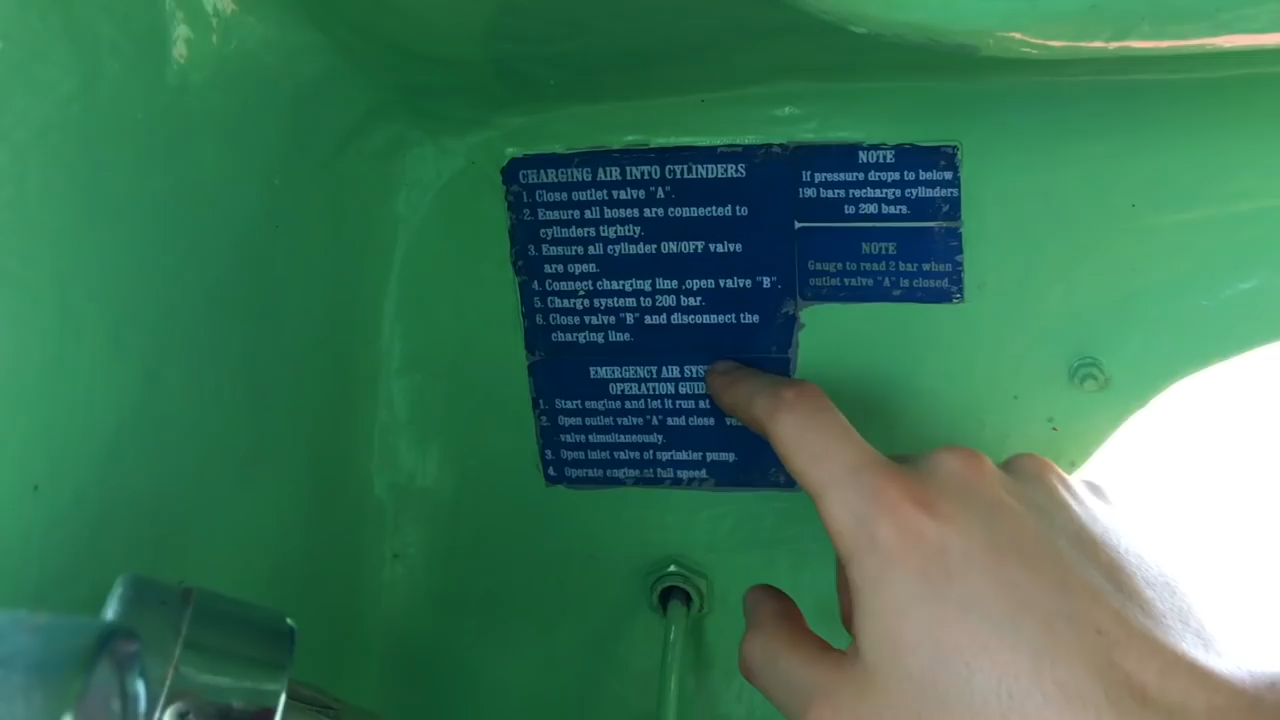 CHARGING AIR INTO CYLINDERS
1. Close outlet valve "A".
2. Ensure all hoses are connected to
cylinders tightly.
3. Ensure all cylinder ON/OFF valve
are open.
4. Connect charging line ,open valve "B".
5. Charge system to 200 bar.
6. Close valve "B" and disconnect the
charging line.
EMERGENCY AIR
OPERATION
1. Start engine and let it run at
2. Open outlet valve "A" and close
valve simultaneously.
3. Open inlet valve of sprinkler pump.
4. Operate engine at full speed.
NOTE
If pressure drops to below
190 bars recharge cylinders
to 200 bars.
NOTE
Gauge to read 2 bar when
outlet valve "A" is closed.